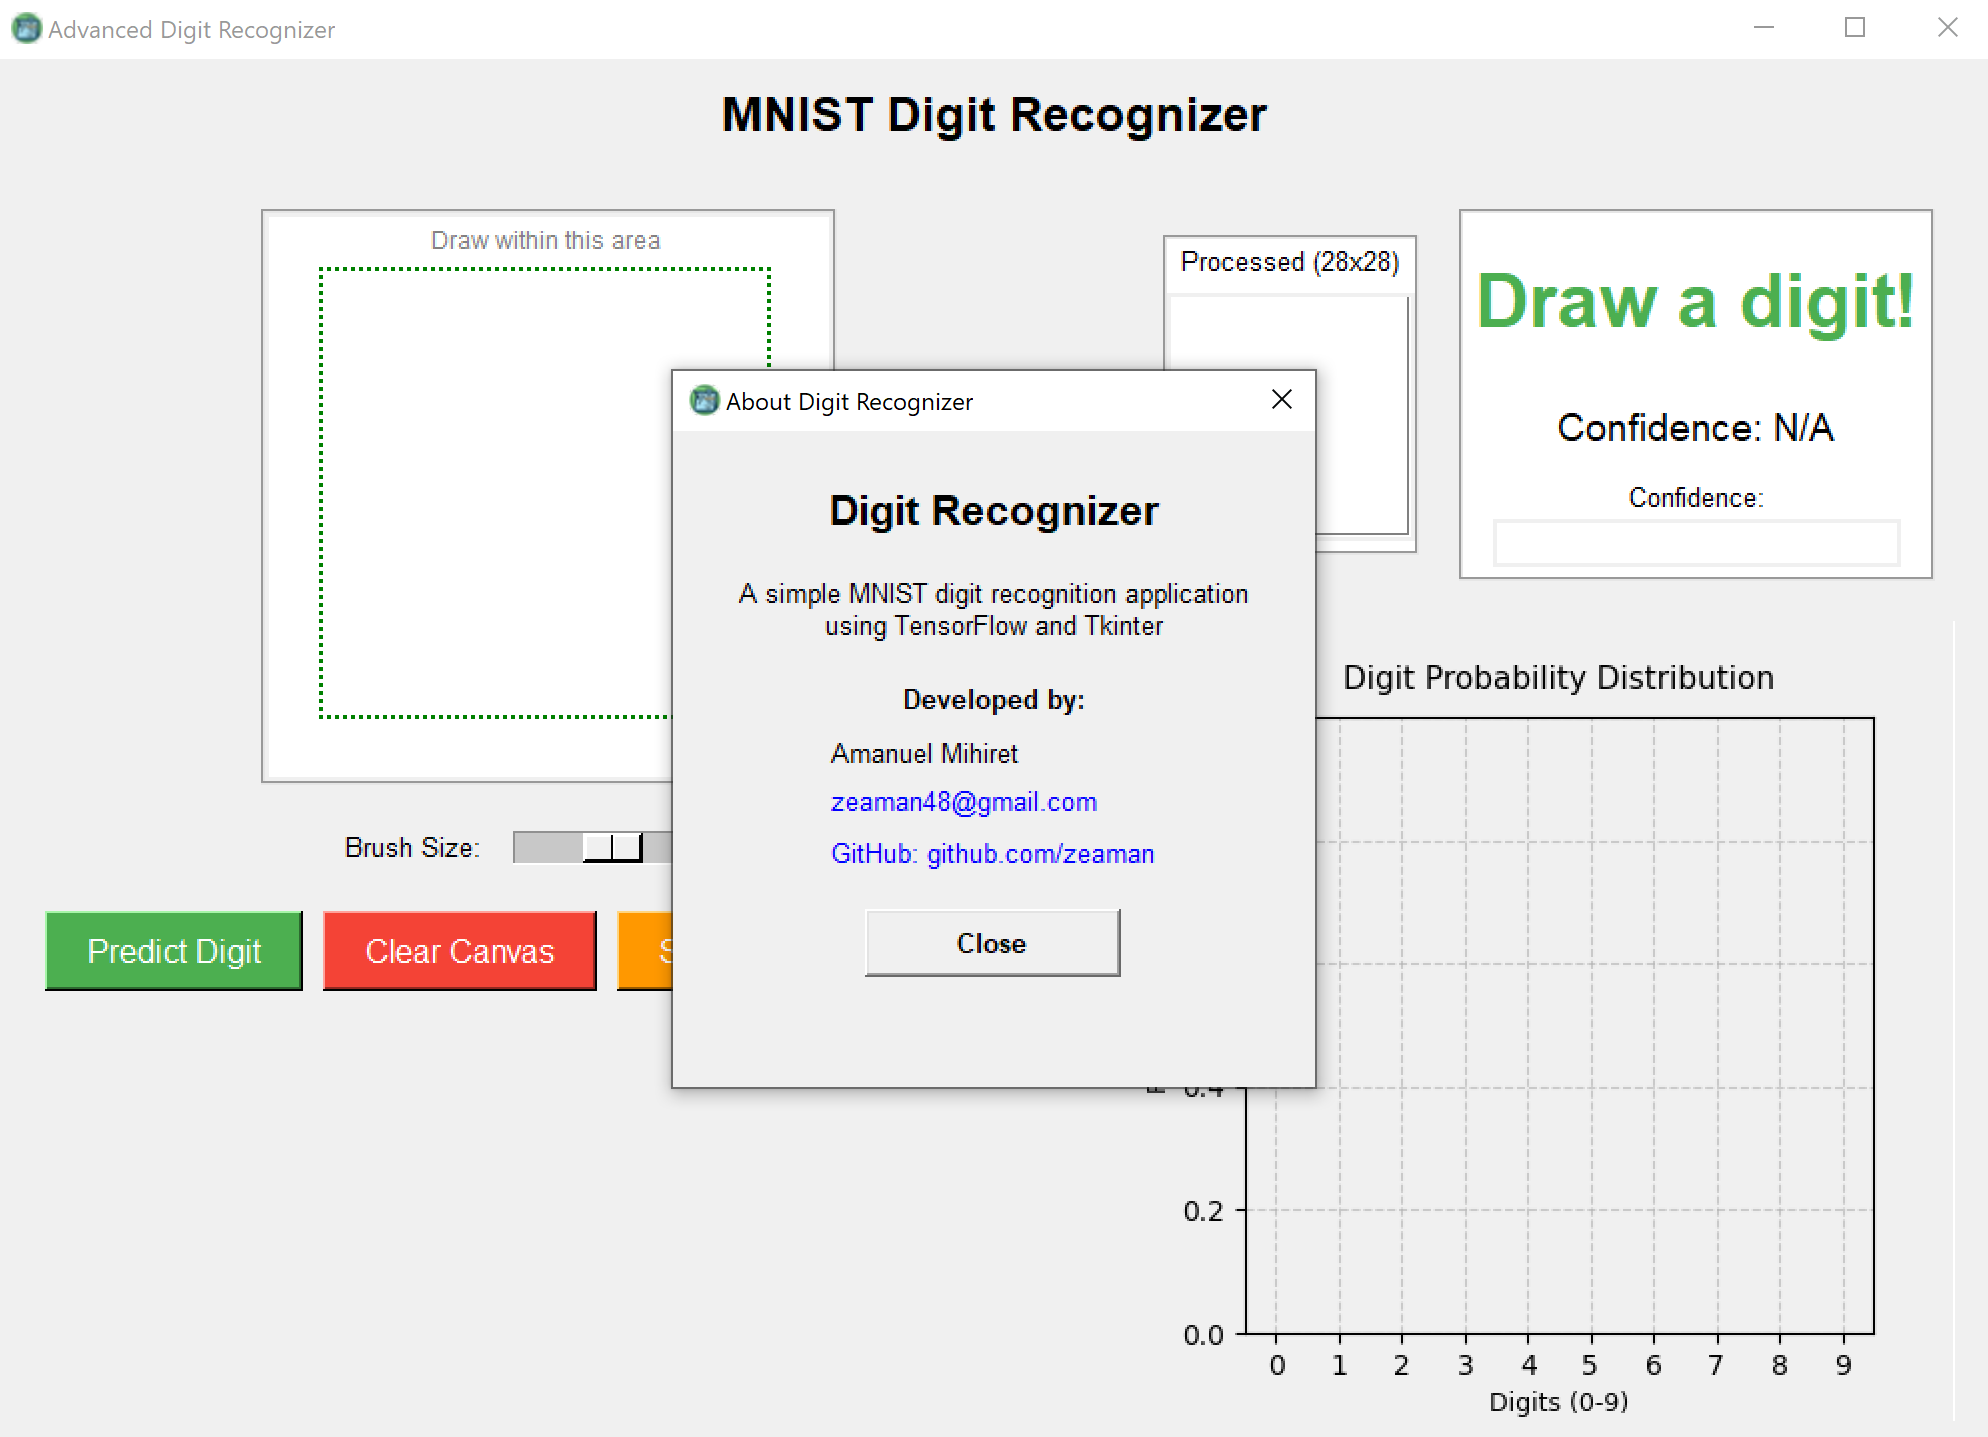 Advanced Digit Recognizer
MNIST Digit Recognizer
Draw within this area
Processed (28x28)
Draw a digit!
Confidence: N/A
Confidence:
About Digit Recognizer
Digit Recognizer
A simple MNIST digit recognition application
using TensorFlow and Tkinter
Developed by:
Amanuel Mihiret
zeaman48@gmail.com
GitHub: github.com/zeaman
Close
Brush Size:
Predict Digit
Clear Canvas
Digit Probability Distribution
0.4
0.2
0.0
0 1 2 3 4 5 6 7 8 9
Digits (0-9)